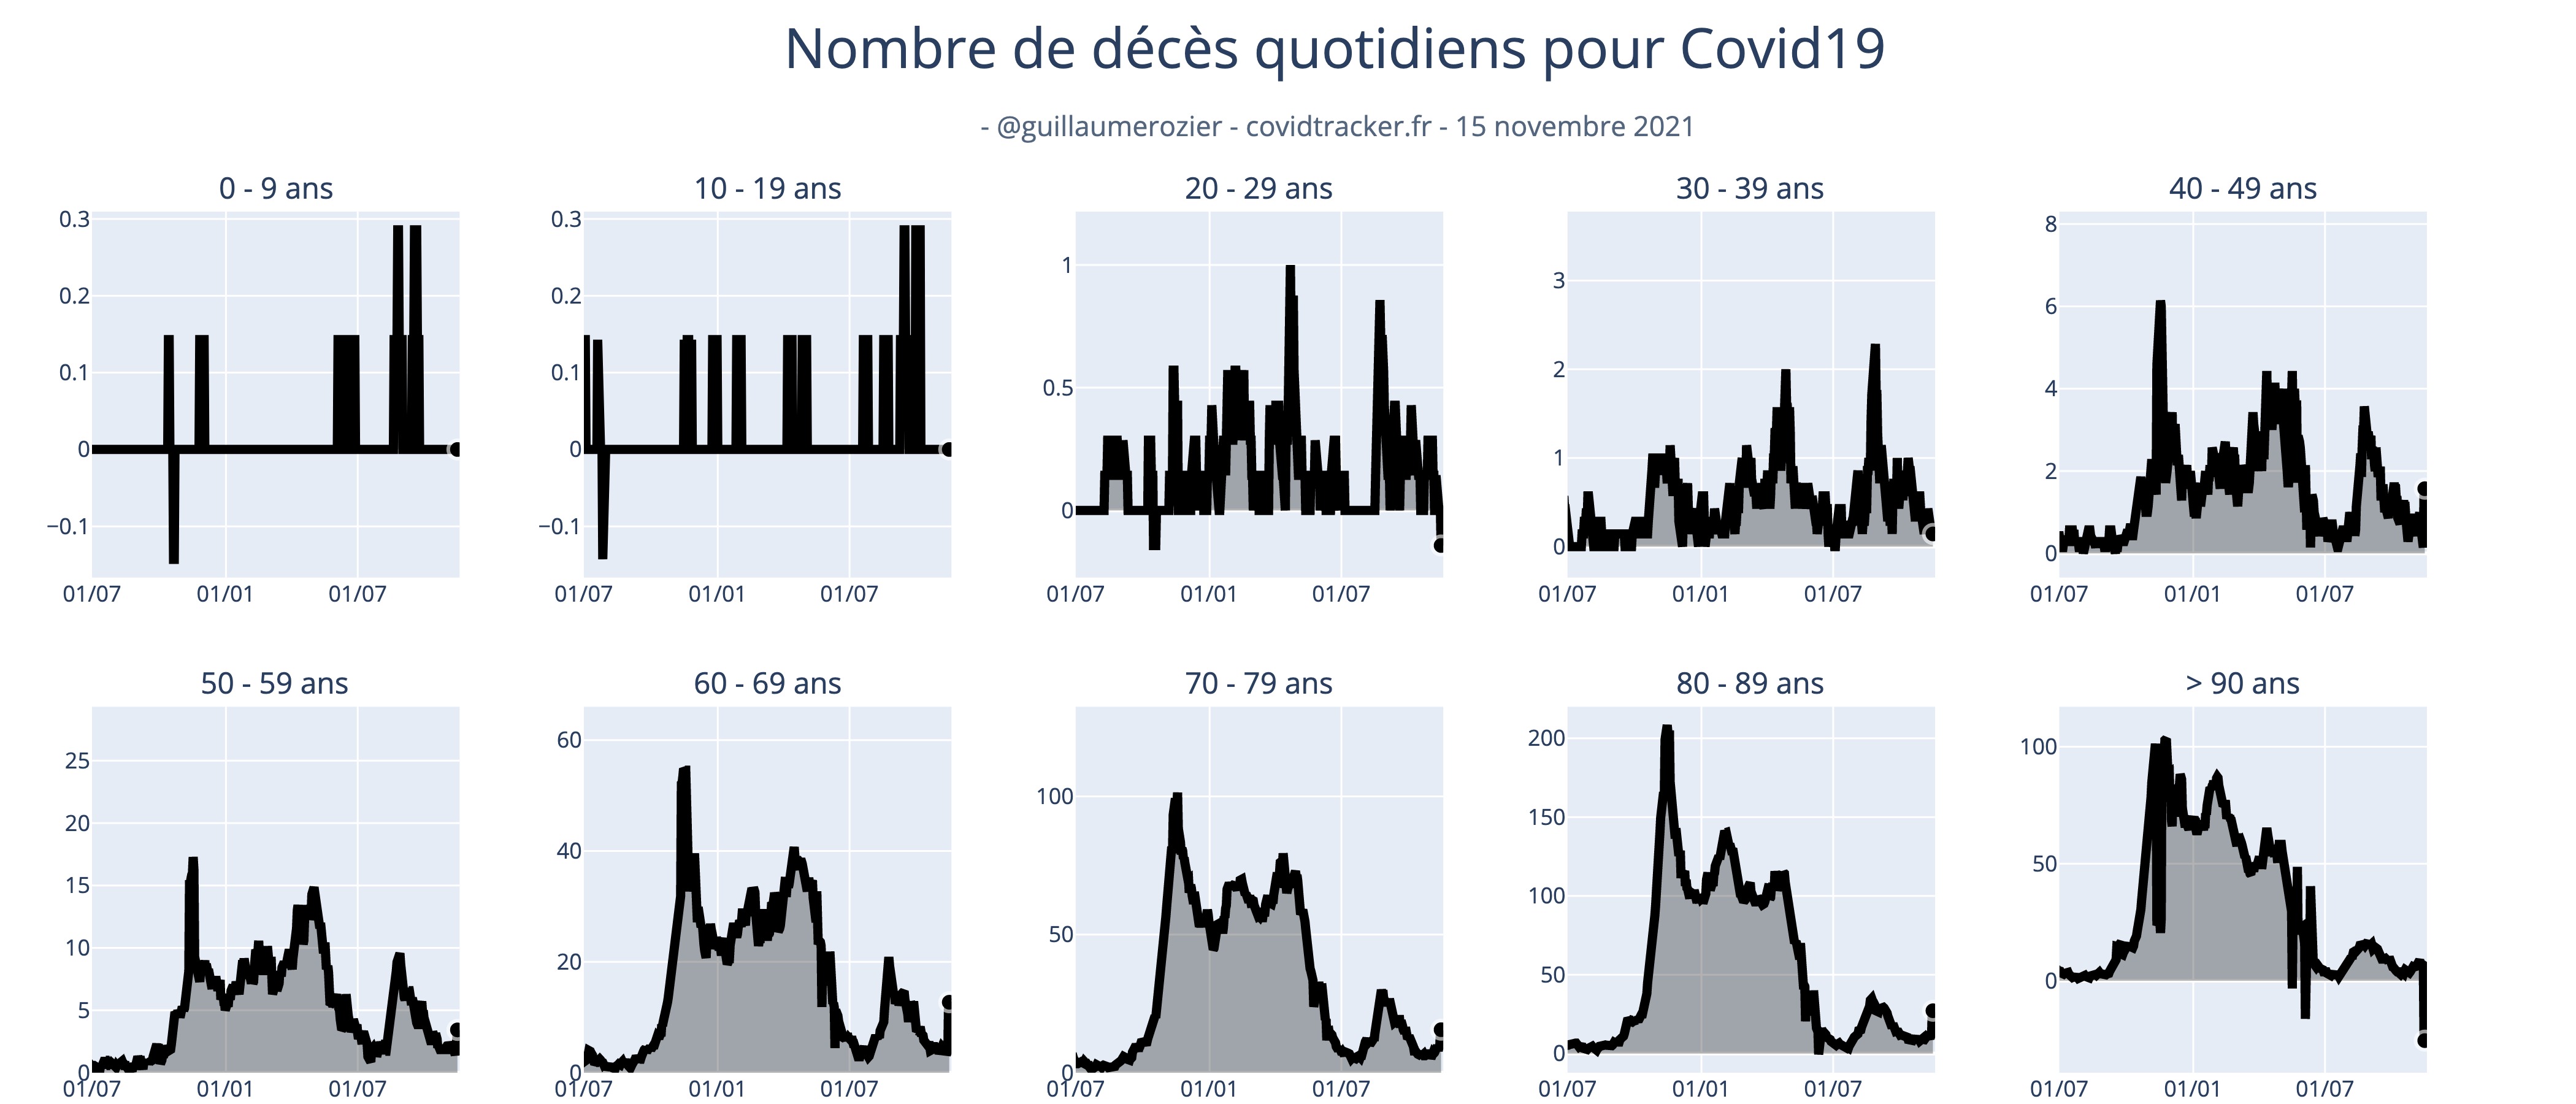 Nombre de décès quotidiens pour Covid19
- @guillaumerozier - covidtracker.fr - 15 novembre 2021
0 - 9 ans
0.3
0.2
0.1
0
−0.1
01/07 01/01 01/07
10 - 19 ans
0.3
0.2
0.1
0
−0.1
01/07 01/01 01/07
20 - 29 ans
1
0.5
0
01/07 01/01 01/07
30 - 39 ans
3
2
1
0
01/07 01/01 01/07
40 - 49 ans
8
6
4
2
0
01/07 01/01 01/07
50 - 59 ans
25
20
15
10
5
0
01/07 01/01 01/07
60 - 69 ans
60
40
20
0
01/07 01/01 01/07
70 - 79 ans
100
50
0
01/07 01/01 01/07
80 - 89 ans
200
150
100
50
0
01/07 01/01 01/07
> 90 ans
100
50
0
01/07 01/01 01/07